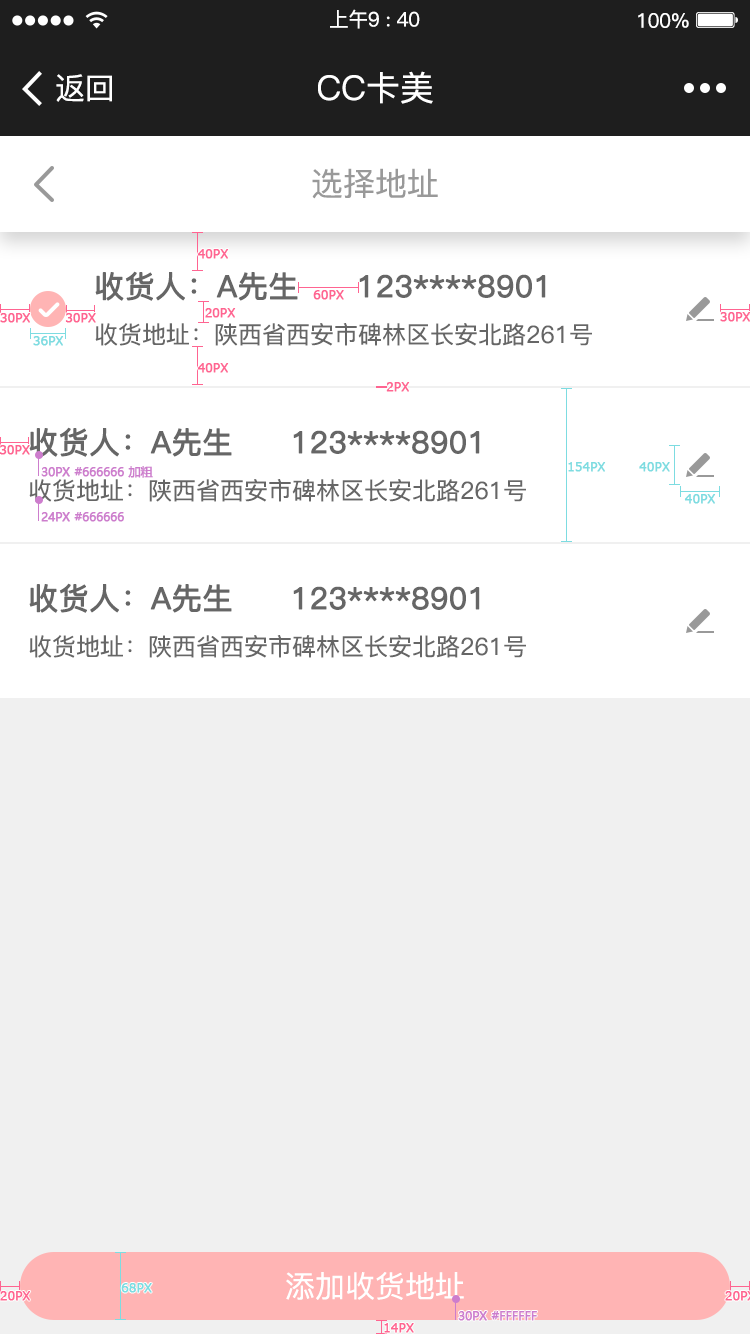 上午9 : 40 100%
返回 CC卡美
选择地址
40PX
收货人：A先生 123****8901
60PX
30PX 30PX 20PX 30PX
收货地址：陕西省西安市碑林区长安北路261号
36PX
40PX
2PX
收货人：A先生 123****8901
30PX
154PX 40PX
30PX #666666 加粗
收货地址：陕西省西安市碑林区长安北路261号
40PX
24PX #666666
收货人：A先生 123****8901
收货地址：陕西省西安市碑林区长安北路261号
添加收货地址
68PX
20PX 20PX
30PX #FFFFFF
14PX